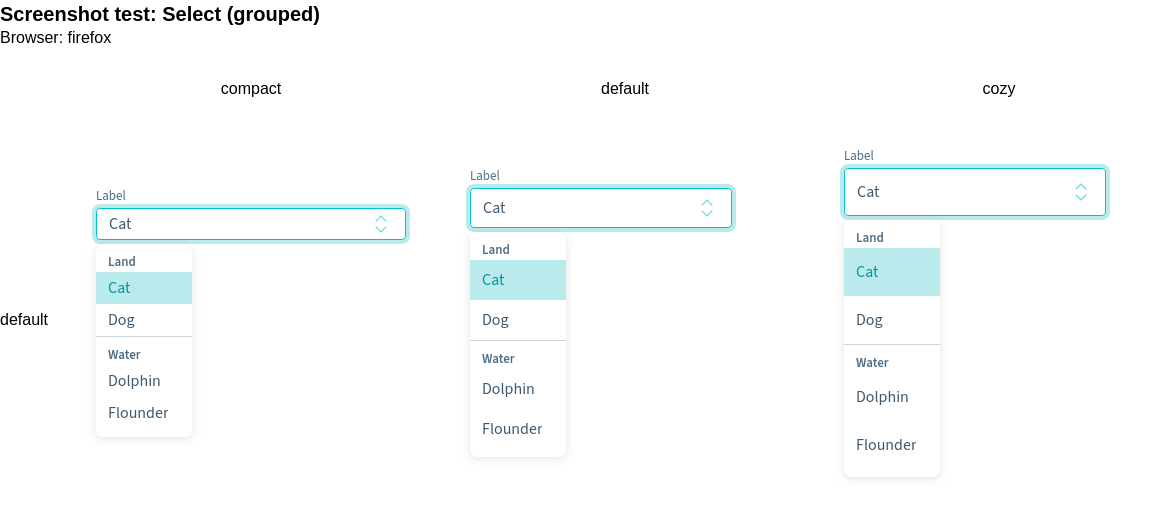 Screenshot test: Select (grouped)
Browser: firefox
compact default cozy
default
Label
Cat
Land
Cat
Dog
Water
Dolphin
Flounder
Label
Cat
Land
Cat
Dog
Water
Dolphin
Flounder
Label
Cat
Land
Cat
Dog
Water
Dolphin
Flounder